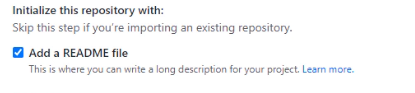 Initialize this repository with:
Skip this step if you're importing an existing repository.
Add a README file
This is where you can write a long description for your project. Learn more.